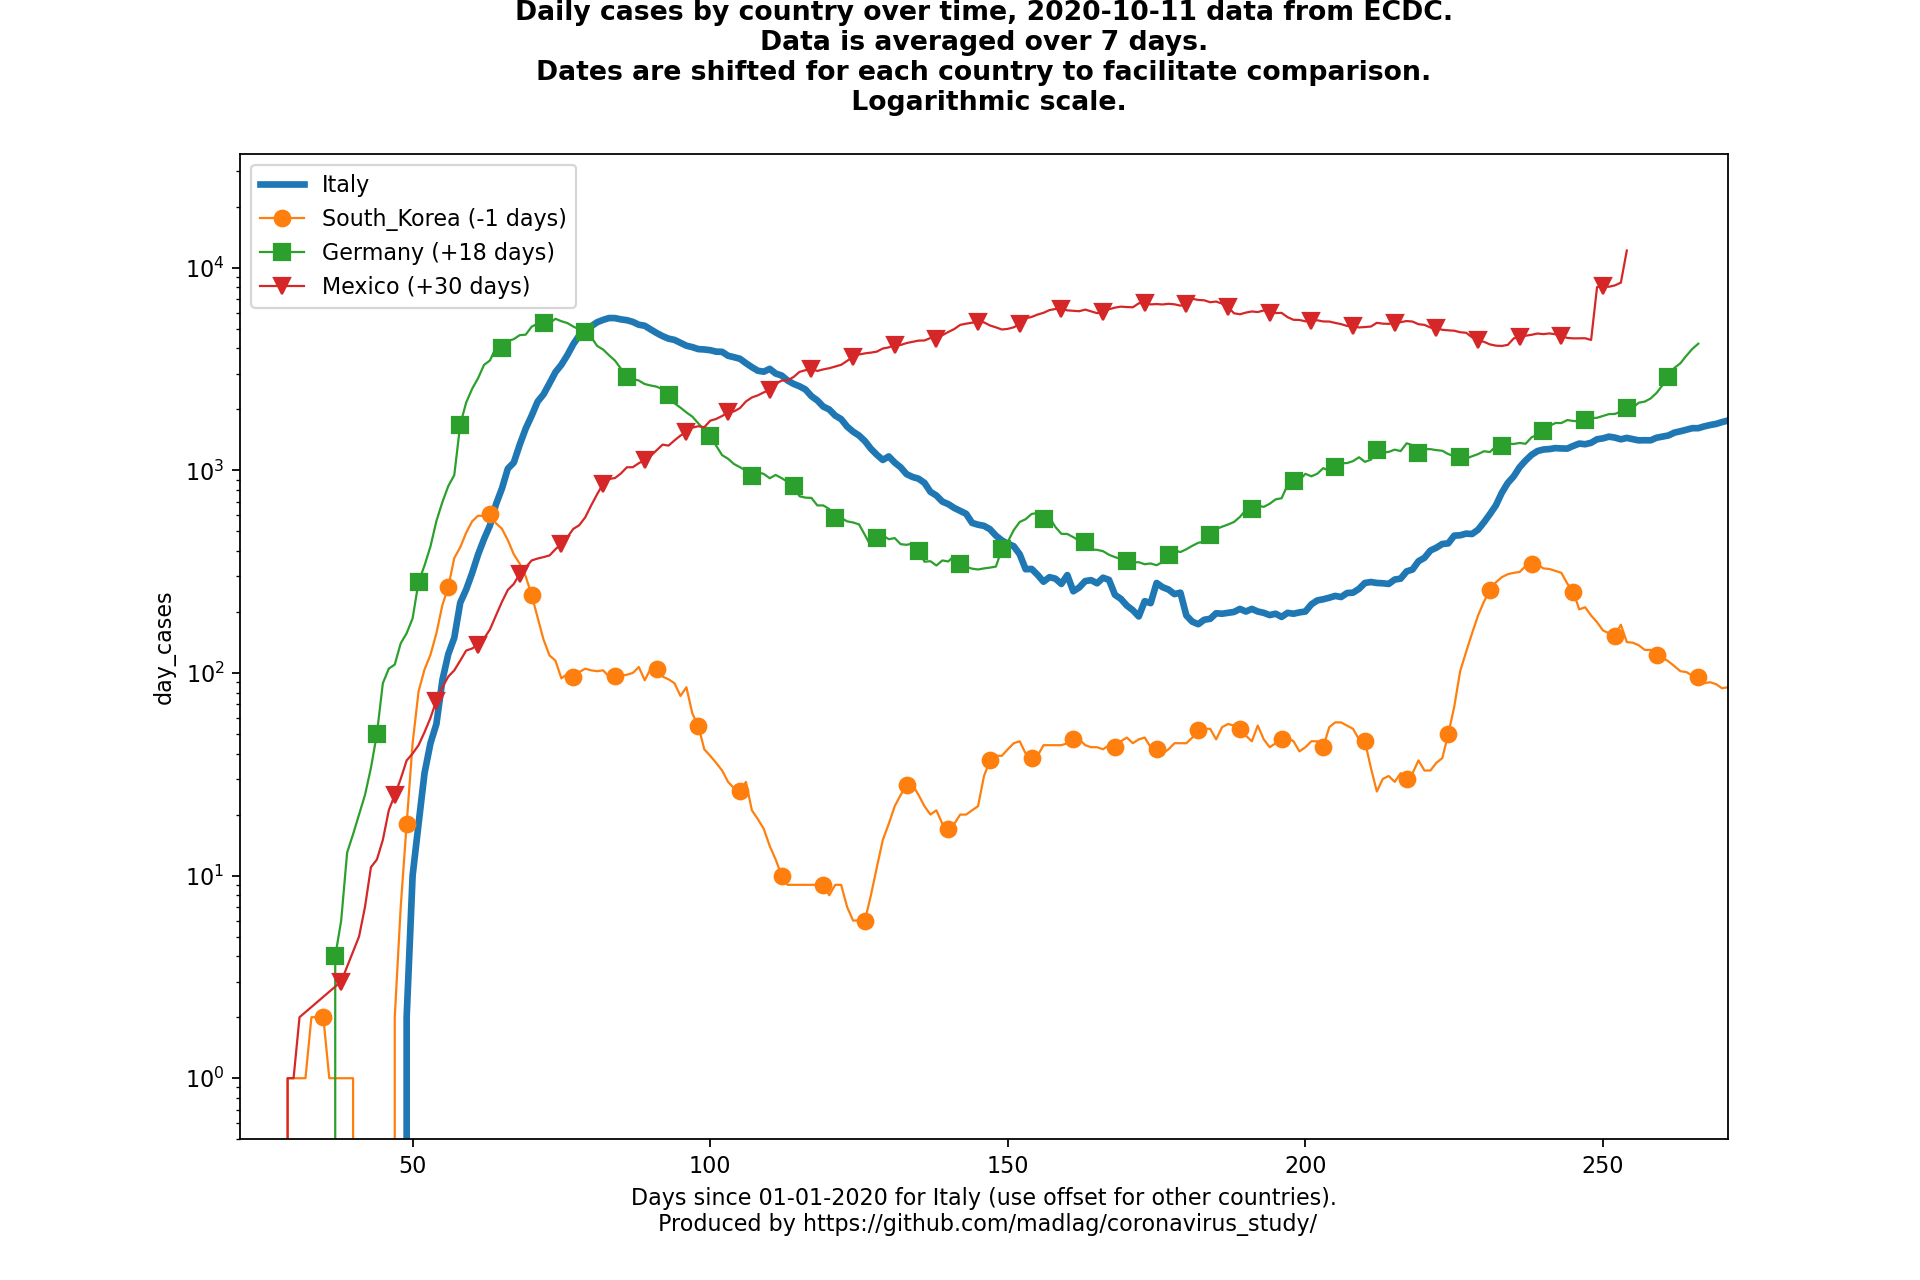 Daily cases by country over time, 2020-10-11 data from ECDC.
Data is averaged over 7 days.
Dates are shifted for each country to facilitate comparison.
Logarithmic scale.
Italy
South_Korea (-1 days)
Germany (+18 days)
Mexico (+30 days)
10⁴
10³
10²
10¹
10⁰
day_cases
50 100 150 200 250
Days since 01-01-2020 for Italy (use offset for other countries).
Produced by https://github.com/madlag/coronavirus_study/